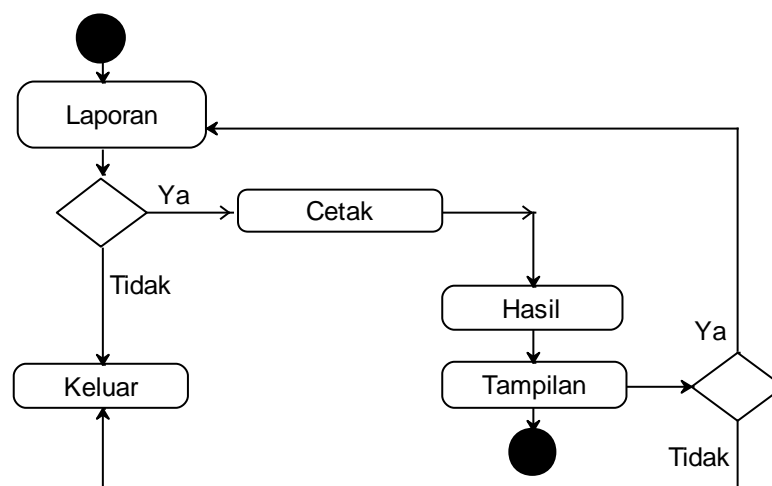 Laporan
Ya
Cetak
Tidak
Hasil
Ya
Keluar
Tampilan
Tidak